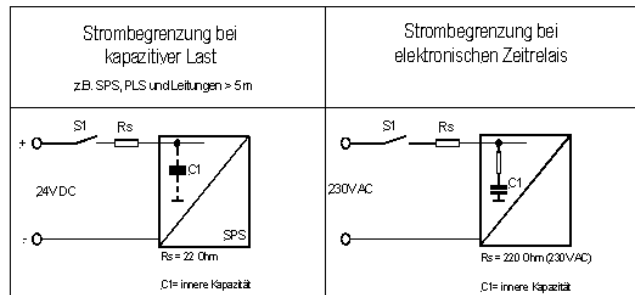 Strombegrenzung bei
kapazitiver Last
z.B. SPS, PLS und Leitungen > 5 m
Strombegrenzung bei
elektronischen Zeitrelais
S1
Rs
+
C1
24VDC
-
SPS
Rs = 22 Ohm
C1= innere Kapazität
S1
Rs
C1
230VAC
Rs = 220 Ohm (230VAC)
C1= innere Kapazität